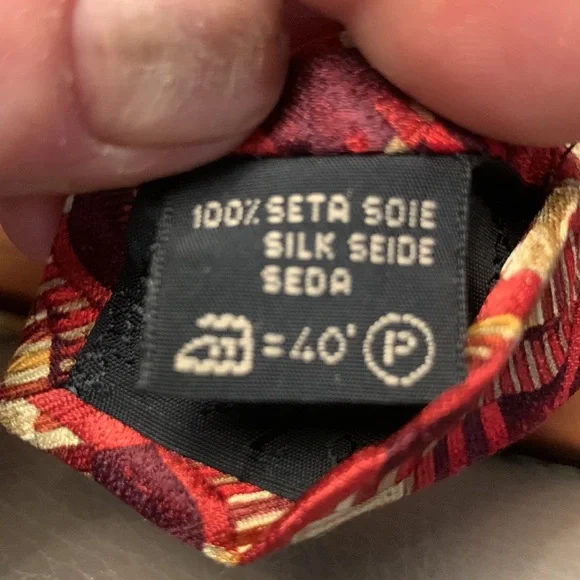 100% SETA SOIE
SILK SEIDE
SEDA
=40° P